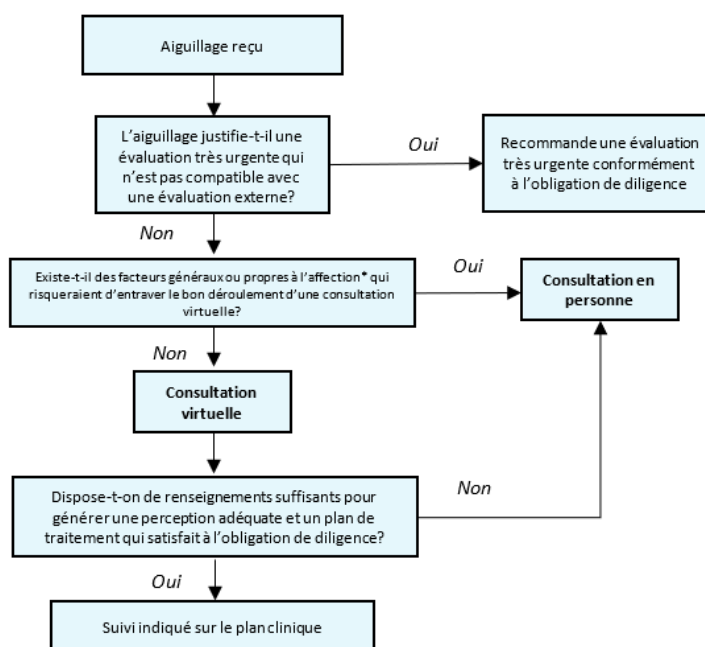 Aiguillage reçu
L'aiguillage justifie-t-il une
évaluation très urgente qui
n'est pas compatible avec
une évaluation externe?
Oui
Recommande une évaluation
très urgente conformément
à l'obligation de diligence
Non
Existe-t-il des facteurs généraux ou propres à l'affection* qui
risqueraient d'entraver le bon déroulement d'une consultation
virtuelle?
Oui
Consultation en
personne
Non
Consultation
virtuelle
Dispose-t-on de renseignements suffisants pour
générer une perception adéquate et un plan de
traitement qui satisfait à l'obligation de diligence?
Non
Oui
Suivi indiqué sur le plan clinique